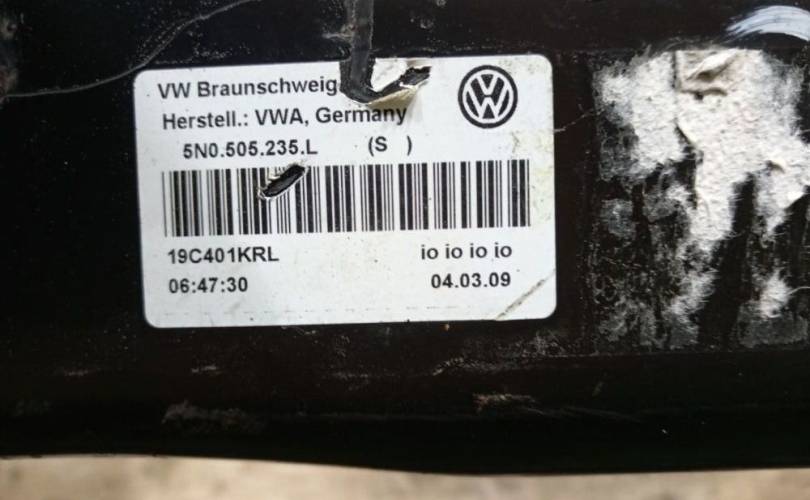 VW Braunschweig
Herstell.: VWA, Germany
5N0.505.235.L (S )
19C401KRL io io io io
06:47:30 04.03.09